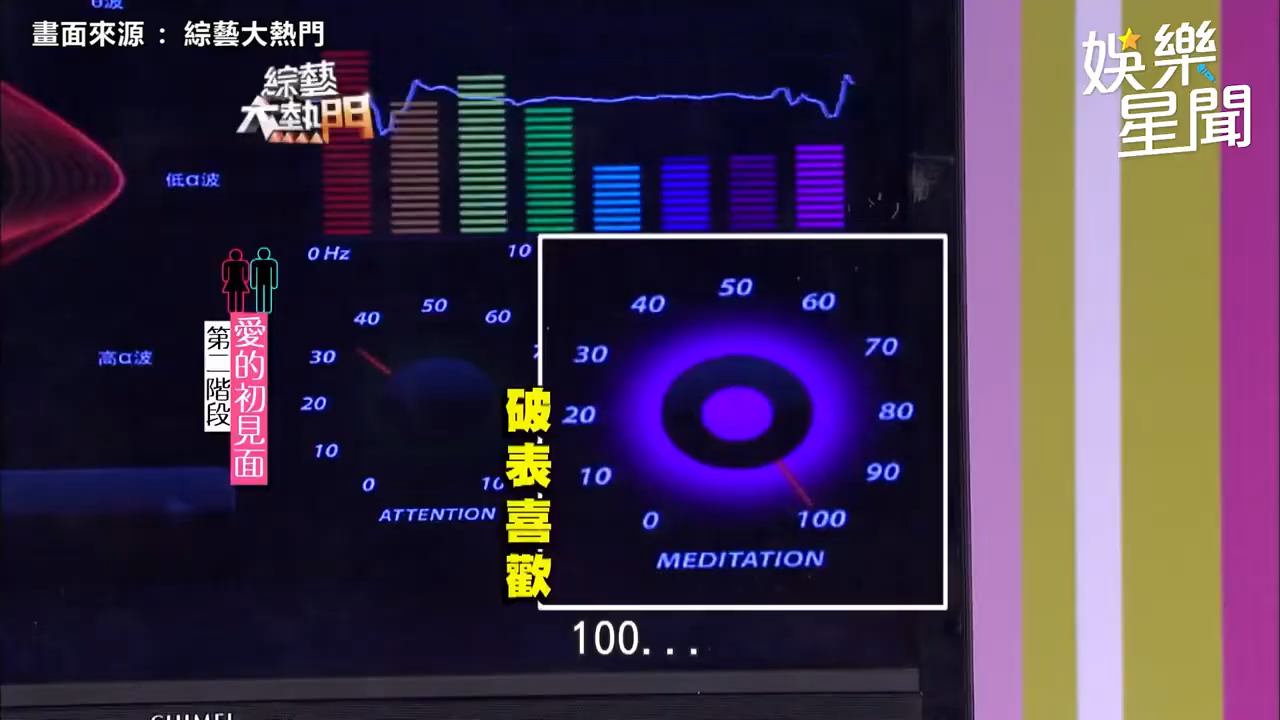 θ波
畫面來源： 綜藝大熱門
綜藝
大熱門
娛樂
星聞
低α波
高α波
0 Hz
10
第二階段
愛的初見面
0
10
20
30
40
50
60
ATTENTION
破表喜歡
0
10
20
30
40
50
60
70
80
90
100
MEDITATION
100...
CHIMEI